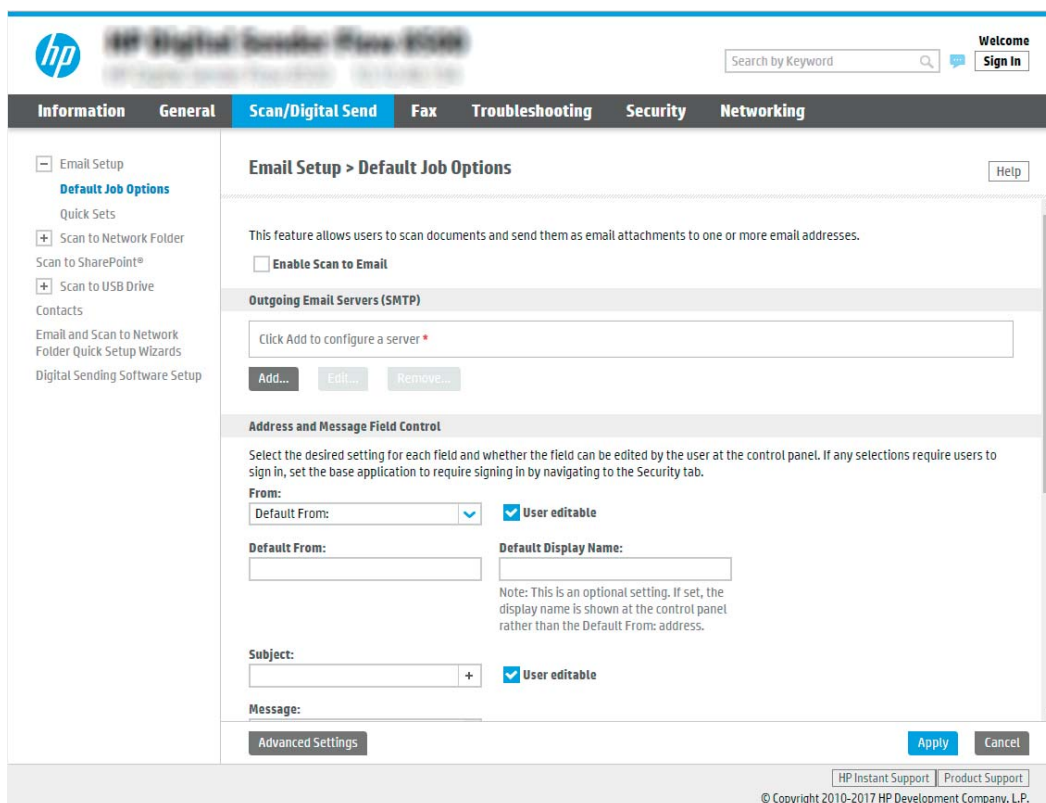 hp
Welcome
Search by Keyword
Sign In
Information General Scan/Digital Send Fax Troubleshooting Security Networking
Email Setup
Default Job Options
Quick Sets
Scan to Network Folder
Scan to SharePoint®
Scan to USB Drive
Contacts
Email and Scan to Network
Folder Quick Setup Wizards
Digital Sending Software Setup
Email Setup > Default Job Options
Help
This feature allows users to scan documents and send them as email attachments to one or more email addresses.
Enable Scan to Email
Outgoing Email Servers (SMTP)
Click Add to configure a server *
Add... Edit... Remove...
Address and Message Field Control
Select the desired setting for each field and whether the field can be edited by the user at the control panel. If any selections require users to
sign in, set the base application to require signing in by navigating to the Security tab.
From:
Default From: User editable
Default From: Default Display Name:
Note: This is an optional setting. If set, the
display name is shown at the control panel
rather than the Default From: address.
Subject:
+ User editable
Message:
Advanced Settings Apply Cancel
HP Instant Support Product Support
© Copyright 2010-2017 HP Development Company, L.P.